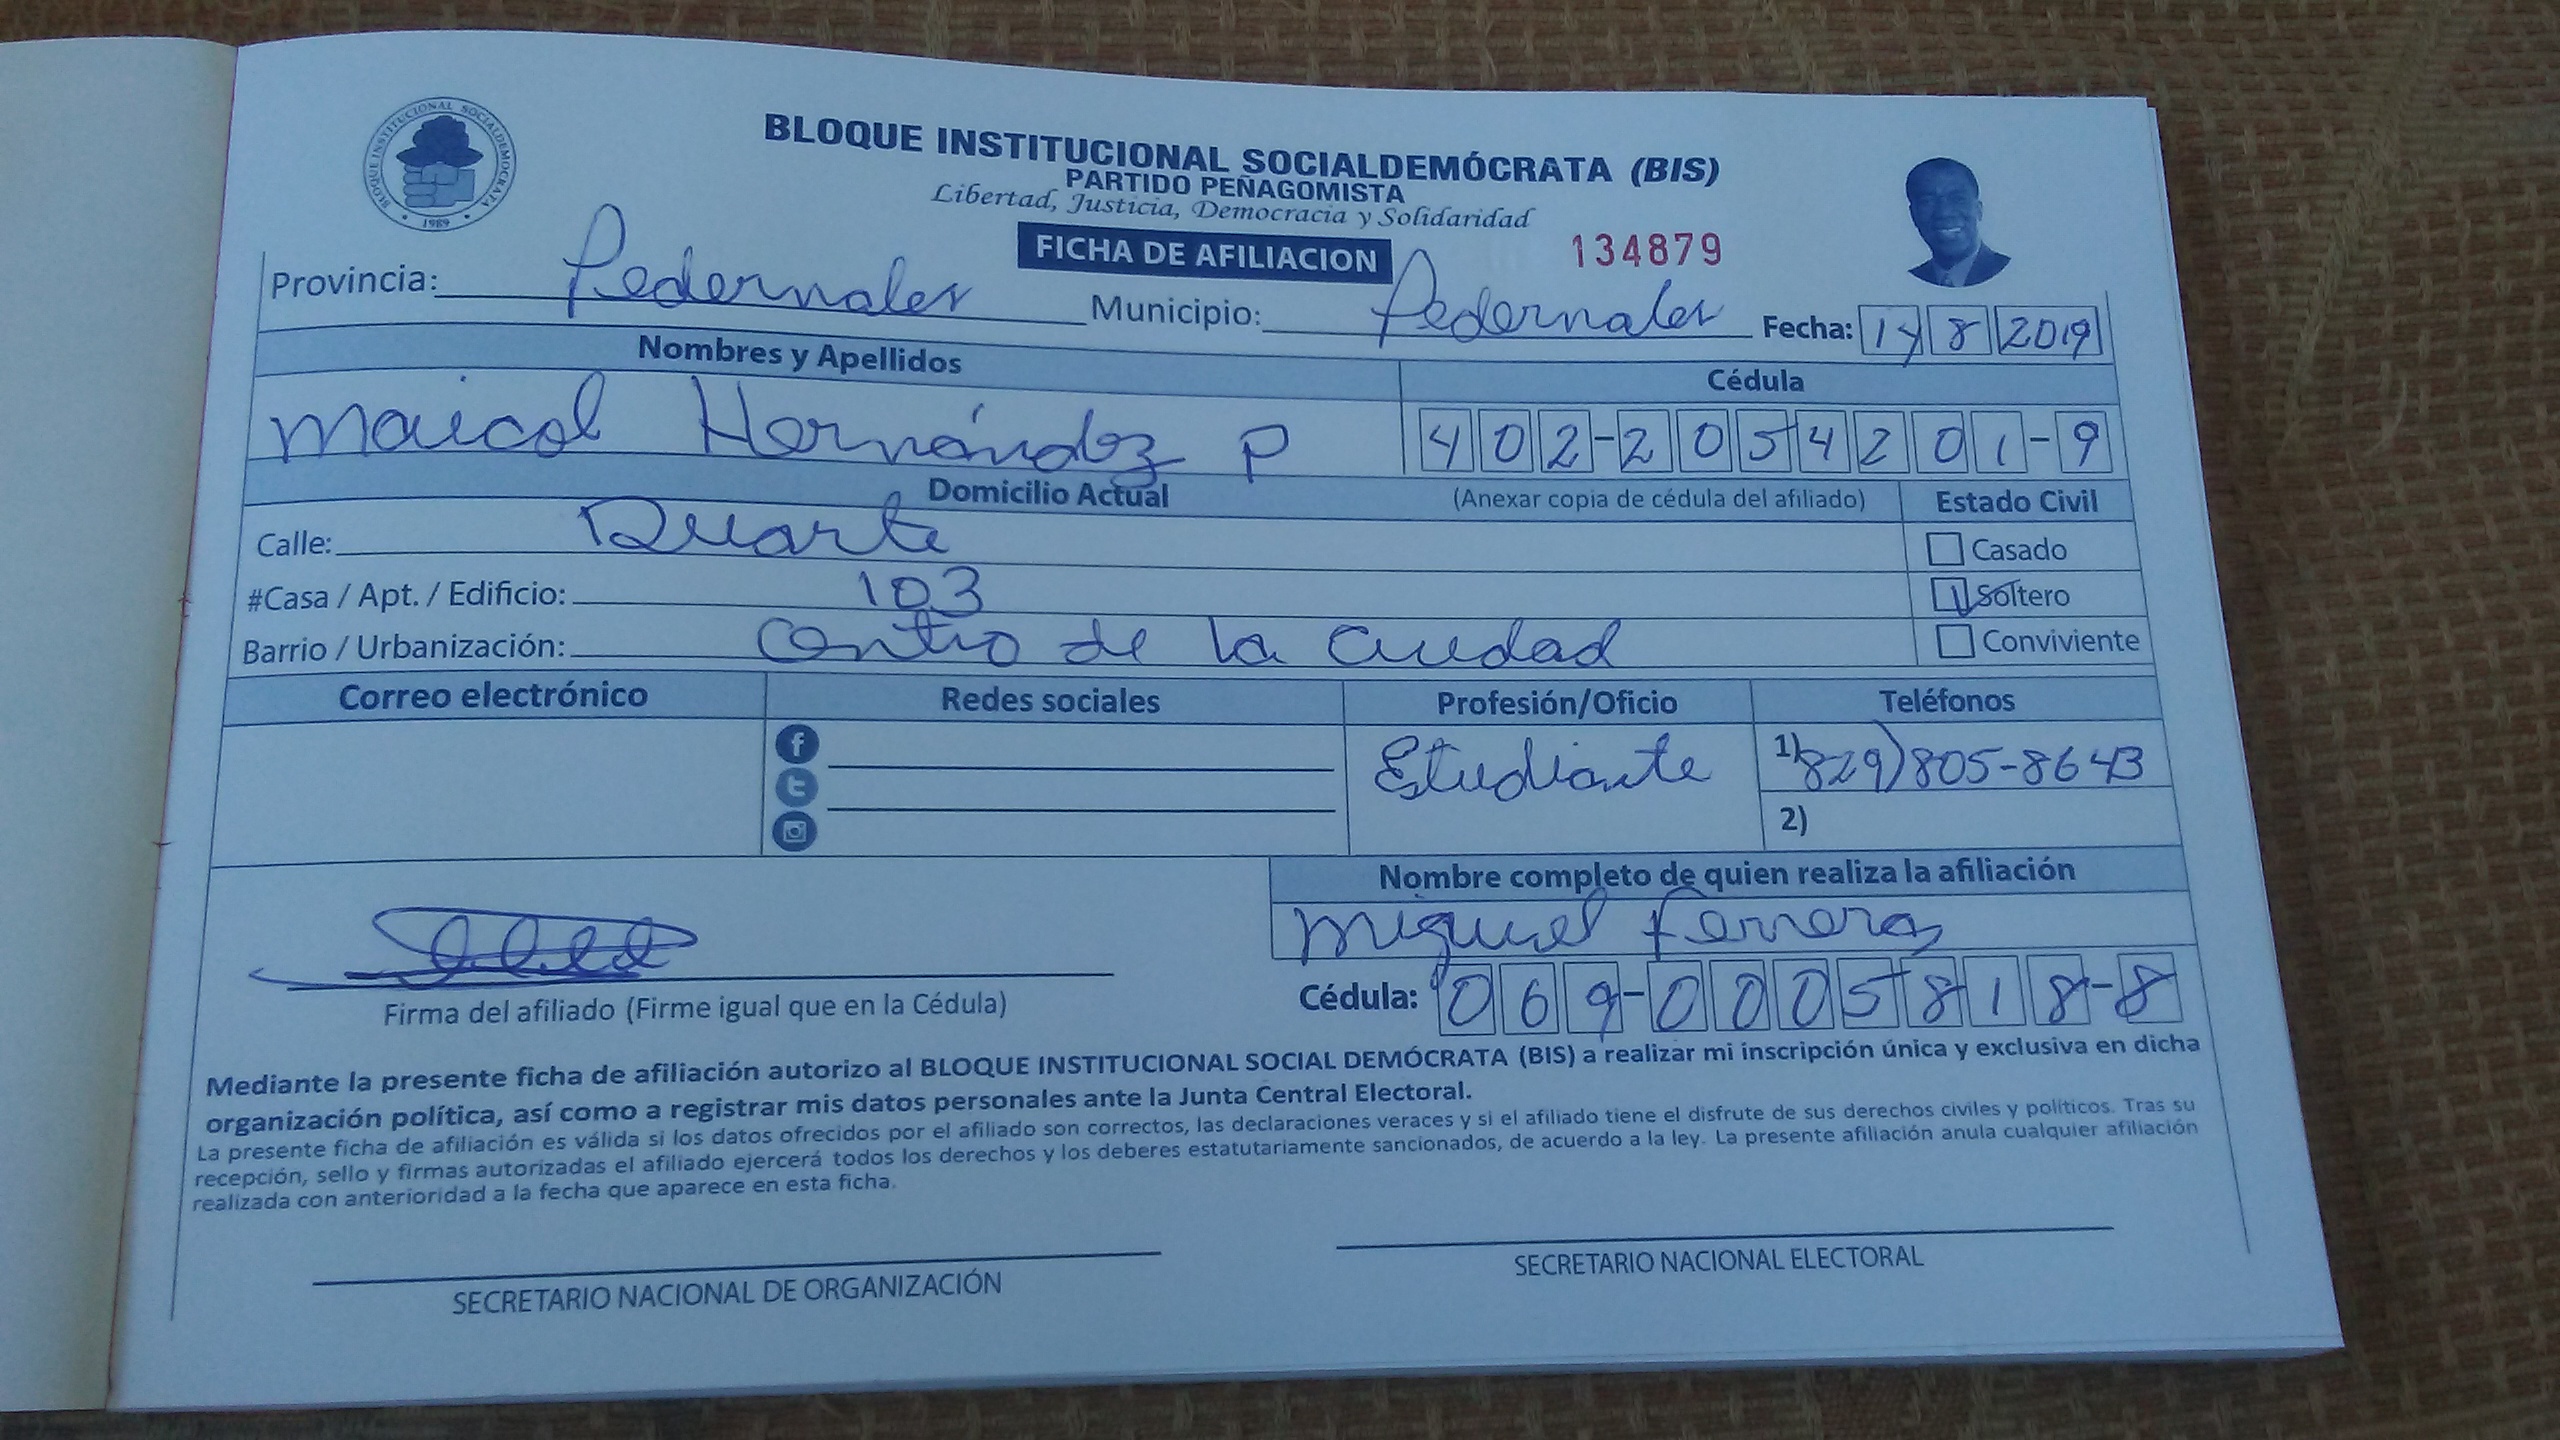 BLOQUE INSTITUCIONAL SOCIALDEMOCRATA
1989
BLOQUE INSTITUCIONAL SOCIALDEMÓCRATA (BIS)
PARTIDO PEÑAGOMISTA
Libertad, Justicia, Democracia y Solidaridad
FICHA DE AFILIACION 134879
Provincia: Pedernales Municipio: Pedernales Fecha: 14 8 2019
Nombres y Apellidos Cédula
Maicol Hernández P 402-2054201-9
Domicilio Actual (Anexar copia de cédula del afiliado) Estado Civil
Calle: Duarte Casado
#Casa / Apt. / Edificio: 103 Soltero
Barrio / Urbanización: Centro de la Ciudad Conviviente
Correo electrónico Redes sociales Profesión/Oficio Teléfonos
Estudiante 1) 829)805-8643
2)
Nombre completo de quien realiza la afiliación
Miguel Ferreras
Firma del afiliado (Firme igual que en la Cédula) Cédula: 069-0005818-8
Mediante la presente ficha de afiliación autorizo al BLOQUE INSTITUCIONAL SOCIAL DEMÓCRATA (BIS) a realizar mi inscripción única y exclusiva en dicha
organización política, así como a registrar mis datos personales ante la Junta Central Electoral.
La presente ficha de afiliación es válida si los datos ofrecidos por el afiliado son correctos, las declaraciones veraces y si el afiliado tiene el disfrute de sus derechos civiles y políticos. Tras su
recepción, sello y firmas autorizadas el afiliado ejercerá todos los derechos y los deberes estatutariamente sancionados, de acuerdo a la ley. La presente afiliación anula cualquier afiliación
realizada con anterioridad a la fecha que aparece en esta ficha.
SECRETARIO NACIONAL DE ORGANIZACIÓN SECRETARIO NACIONAL ELECTORAL